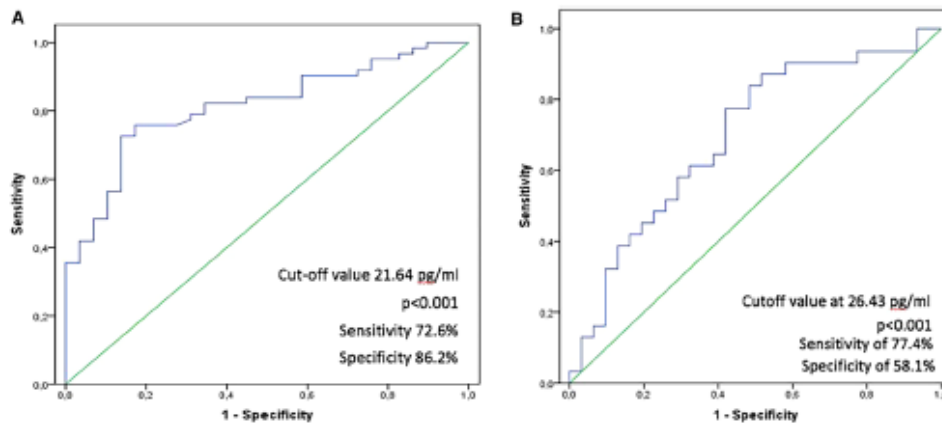 A
1,0
0,8
0,6
0,4
0,2
0,0
Sensitivity
Cut-off value 21.64 pg/ml
p<0.001
Sensitivity 72.6%
Specificity 86.2%
0,0
0,2
0,4
0,6
0,8
1,0
1 - Specificity
B
1,0
0,8
0,6
0,4
0,2
0,0
Sensitivity
Cutoff value at 26.43 pg/ml
p<0.001
Sensitivity of 77.4%
Specificity of 58.1%
0,0
0,2
0,4
0,6
0,8
1 - Specificity